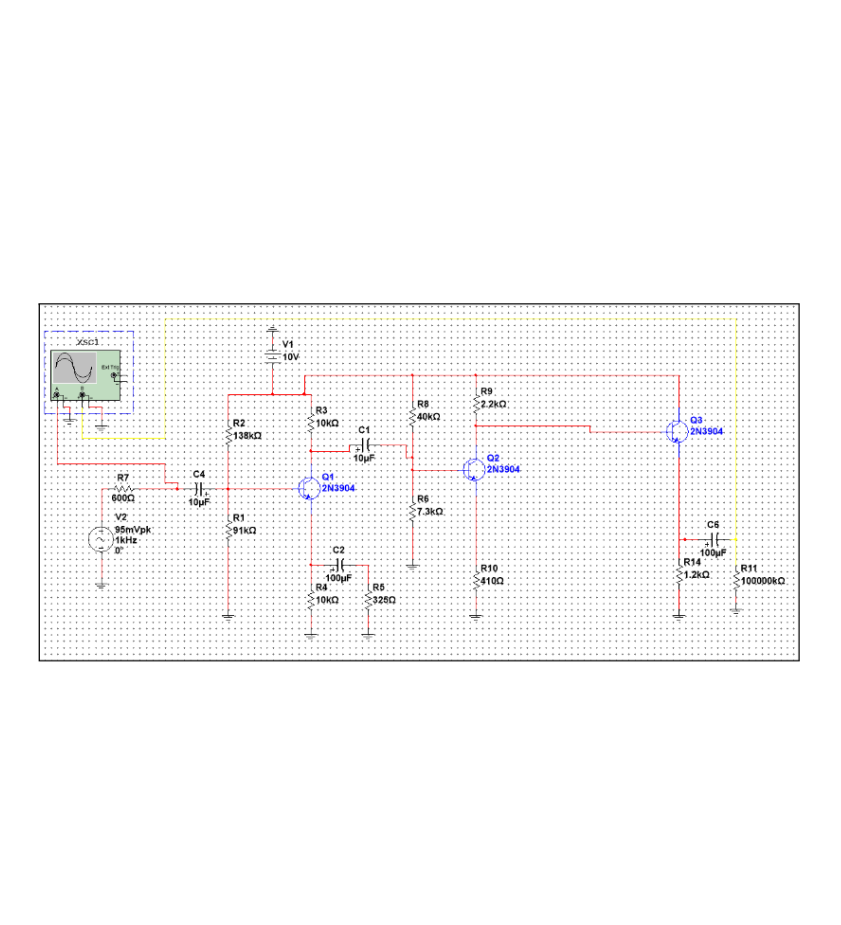 XSC1
Ext Trig
A
B
V1
10V
R2
138kΩ
R3
10kΩ
C1
10µF
R8
40kΩ
R9
2.2kΩ
Q3
2N3904
Q2
2N3904
Q1
2N3904
R7
600Ω
C4
10µF
R6
7.3kΩ
V2
95mVpk
1kHz
0°
R1
91kΩ
C2
100µF
R4
10kΩ
R5
325Ω
R10
410Ω
C6
100µF
R14
1.2kΩ
R11
100000kΩ